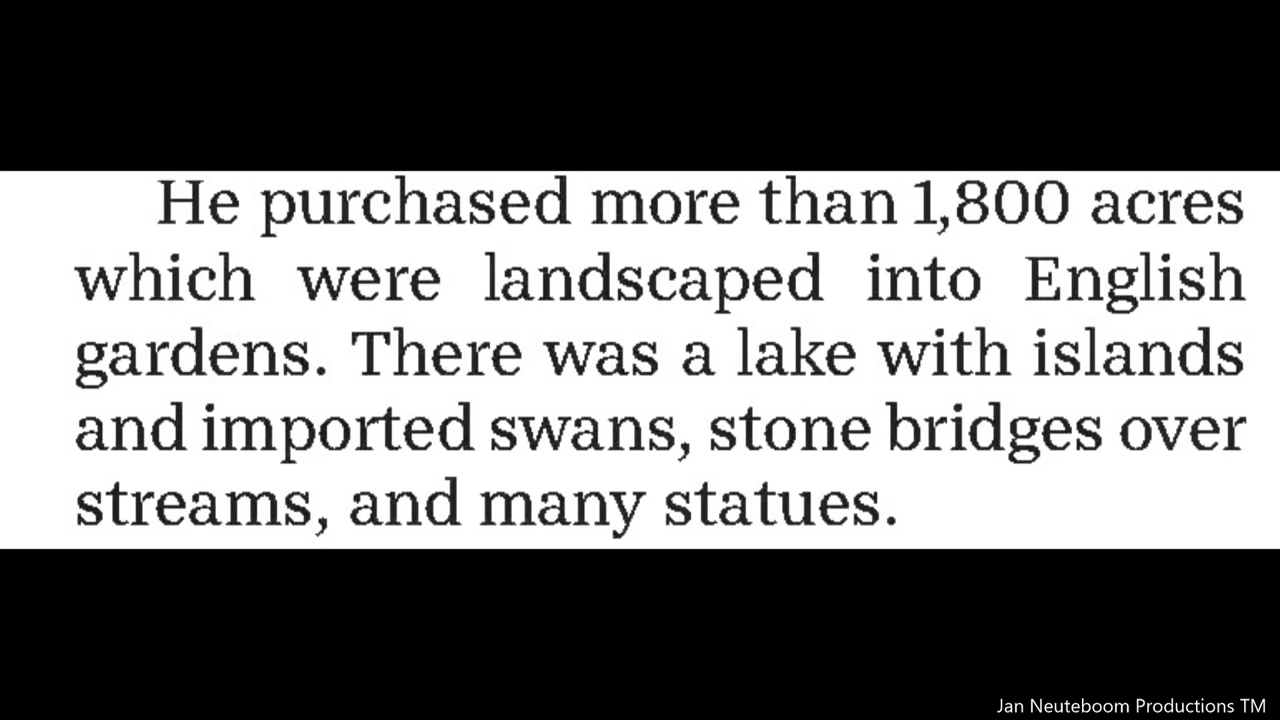 He purchased more than 1,800 acres
which were landscaped into English
gardens. There was a lake with islands
and imported swans, stone bridges over
streams, and many statues.
Jan Neuteboom Productions TM